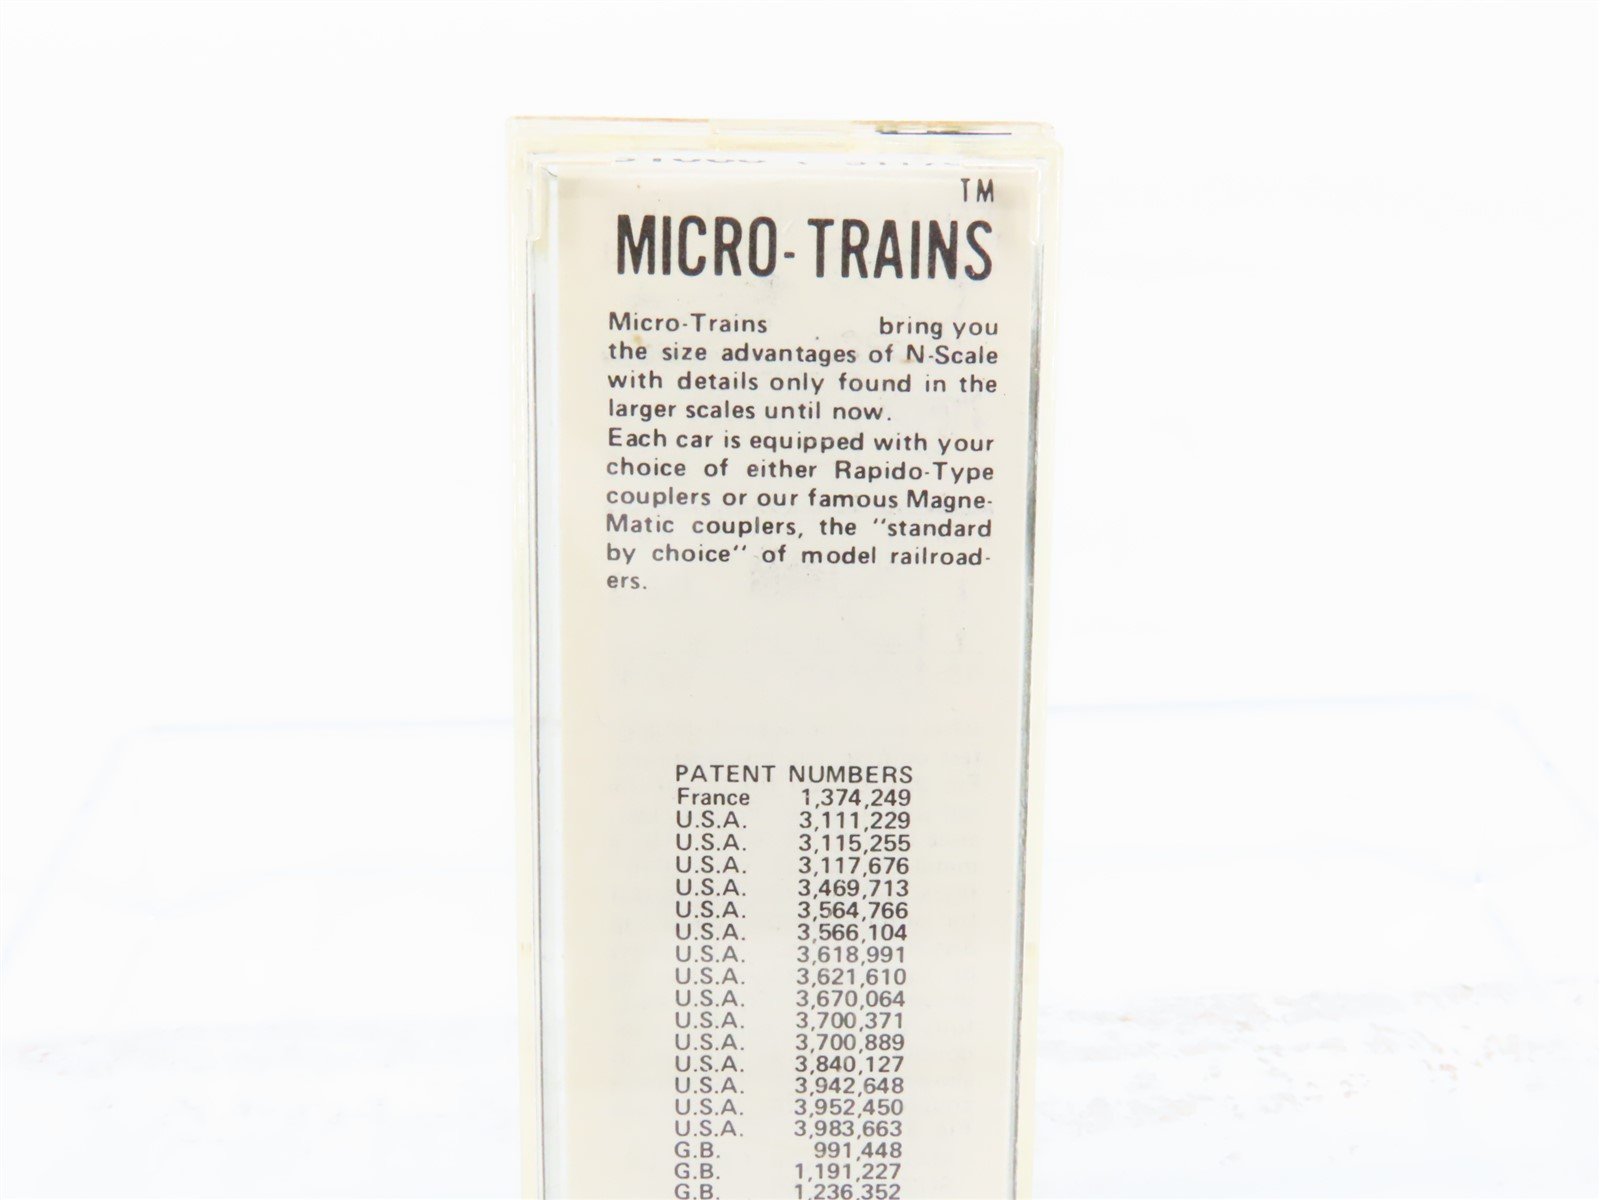 TM
MICRO-TRAINS
Micro-Trains bring you
the size advantages of N-Scale
with details only found in the
larger scales until now.
Each car is equipped with your
choice of either Rapido-Type
couplers or our famous Magne-
Matic couplers, the "standard
by choice" of model railroad-
ers.
PATENT NUMBERS
France 1,374,249
U.S.A. 3,111,229
U.S.A. 3,115,255
U.S.A. 3,117,676
U.S.A. 3,469,713
U.S.A. 3,564,766
U.S.A. 3,566,104
U.S.A. 3,618,991
U.S.A. 3,621,610
U.S.A. 3,670,064
U.S.A. 3,700,371
U.S.A. 3,700,889
U.S.A. 3,840,127
U.S.A. 3,942,648
U.S.A. 3,952,450
U.S.A. 3,983,663
G.B. 991,448
G.B. 1,191,227
G.B. 1,236,352